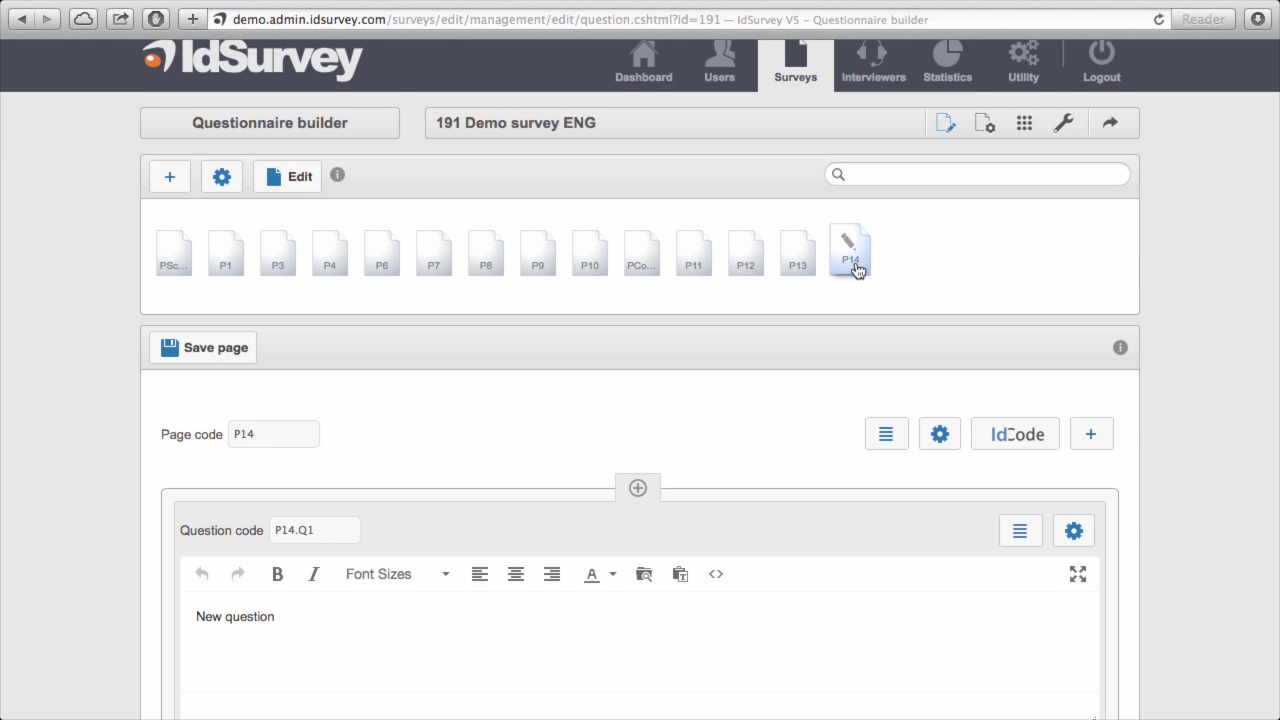 demo.admin.idsurvey.com/surveys/edit/management/edit/question.cshtml?id=191 — IdSurvey V5 – Questionnaire builder
Reader
IdSurvey
Dashboard
Users
Surveys
Interviewers
Statistics
Utility
Logout
Questionnaire builder
191 Demo survey ENG
Edit
PSc...
P1
P3
P4
P6
P7
P8
P9
P10
PCo...
P11
P12
P13
P14
Save page
Page code
P14
IdCode
Question code
P14.Q1
B
I
Font Sizes
A
New question